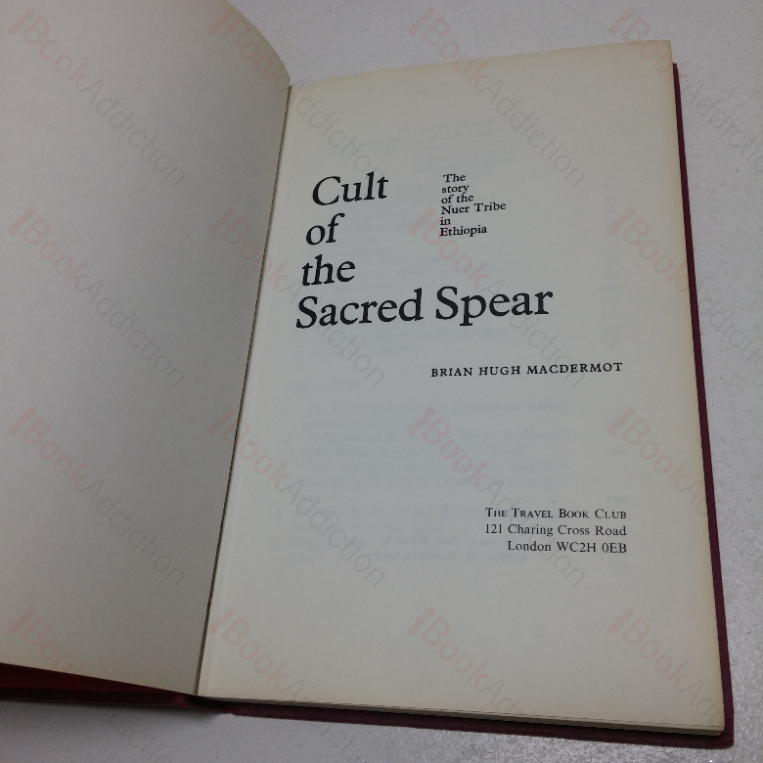 Cult
of
the
Sacred Spear
The
story
of the
Nuer Tribe
in
Ethiopia
BRIAN HUGH MACDERMOT
THE TRAVEL BOOK CLUB
121 Charing Cross Road
London WC2H 0EB
BookAddiction